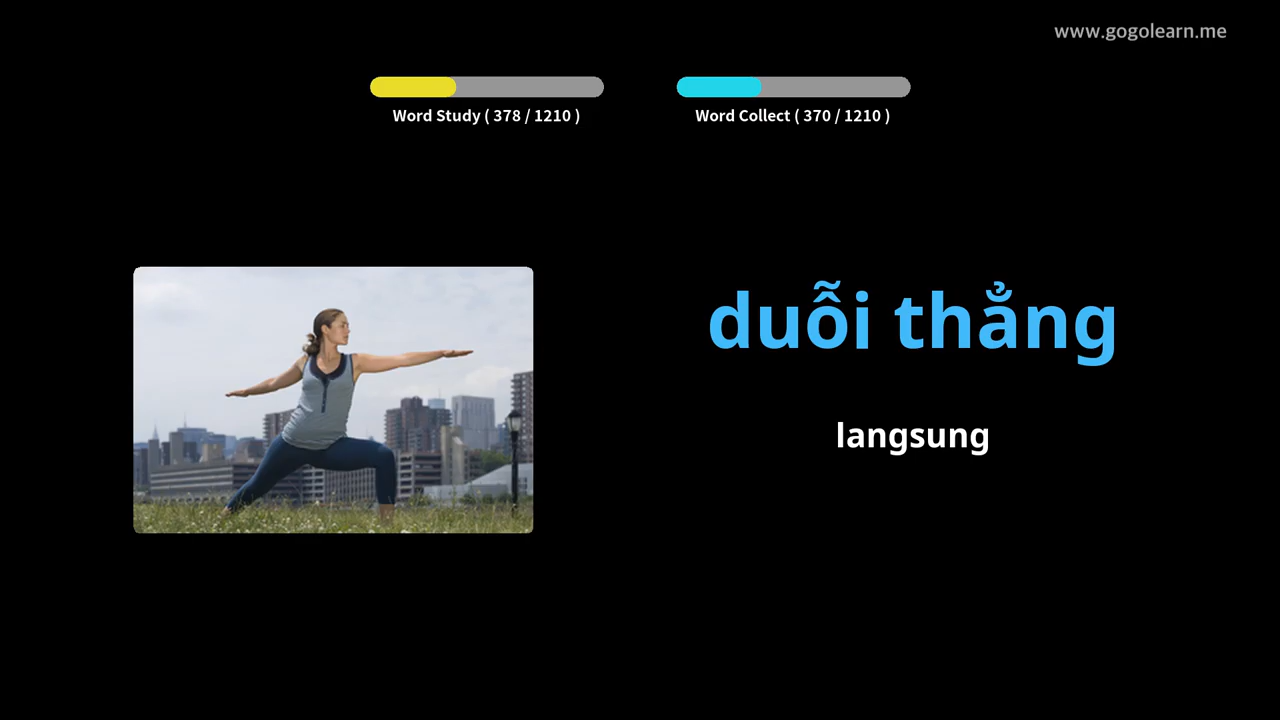 www.gogolearn.me
Word Study ( 378 / 1210 )
Word Collect ( 370 / 1210 )
duỗi thẳng
langsung